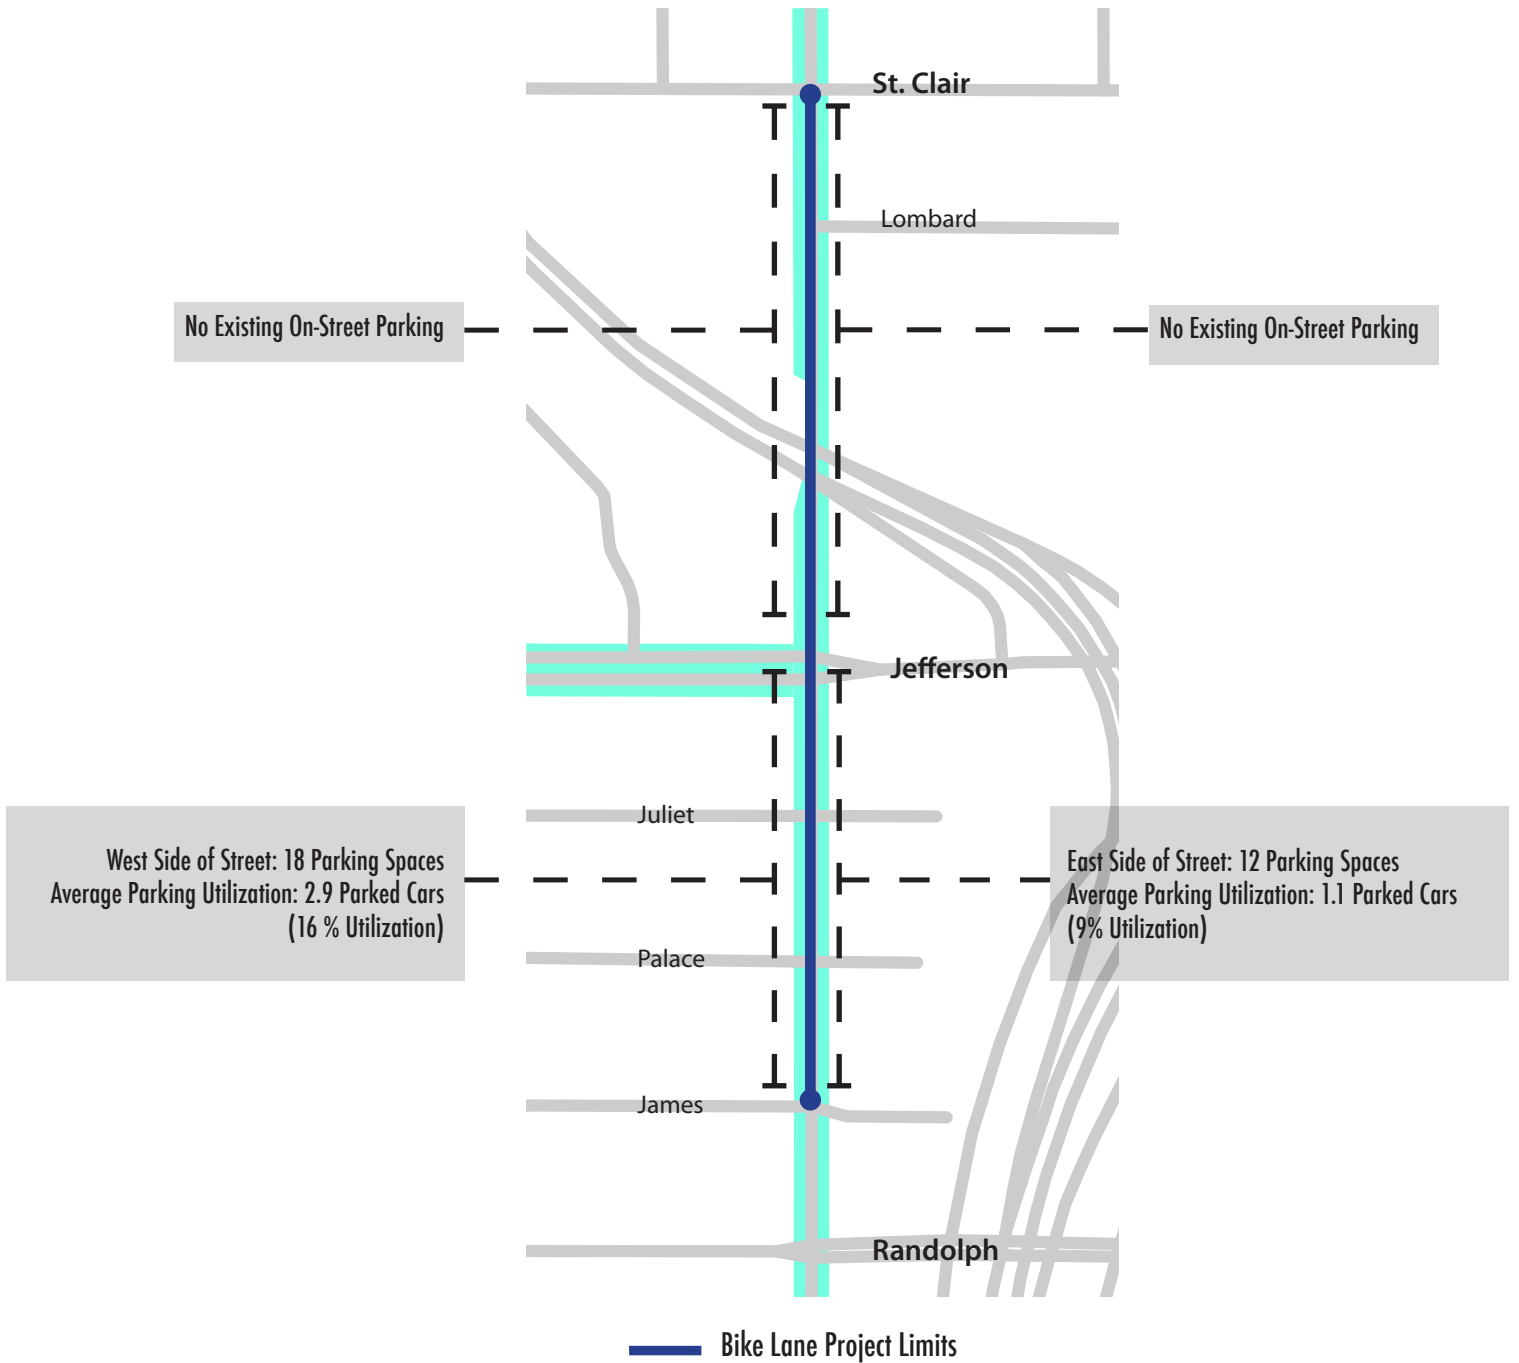 St. Clair
Lombard
No Existing On-Street Parking
No Existing On-Street Parking
Jefferson
Juliet
West Side of Street: 18 Parking Spaces
Average Parking Utilization: 2.9 Parked Cars
(16 % Utilization)
East Side of Street: 12 Parking Spaces
Average Parking Utilization: 1.1 Parked Cars
(9% Utilization)
Palace
James
Randolph
Bike Lane Project Limits